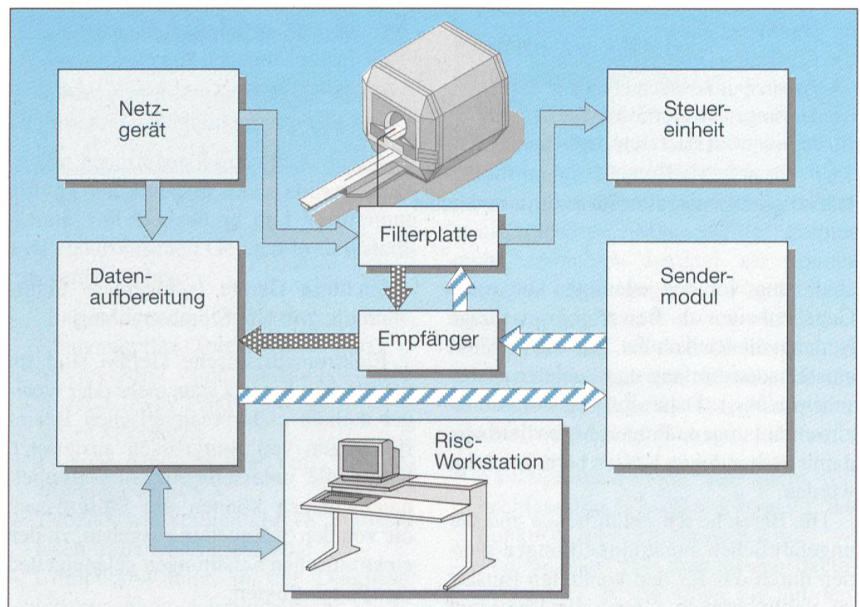 Netz-
gerät
Steuer-
einheit
Filterplatte
Daten-
aufbereitung
Sender-
modul
Empfänger
Risc-
Workstation